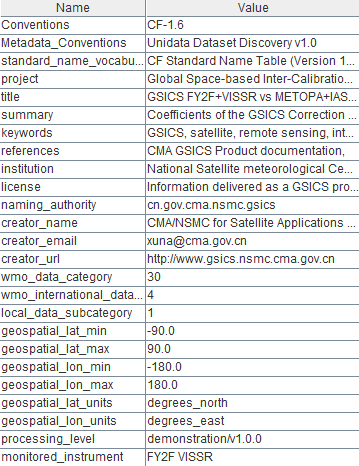 Name Value
Conventions CF-1.6
Metadata_Conventions Unidata Dataset Discovery v1.0
standard_name_vocabu... CF Standard Name Table (Version 1...
project Global Space-based Inter-Calibratio...
title GSICS FY2F+VISSR vs METOPA+IAS...
summary Coefficients of the GSICS Correction ...
keywords GSICS, satellite, remote sensing, int...
references CMA GSICS Product documentation,
institution National Satellite meteorological Ce...
license Information delivered as a GSICS pro...
naming_authority cn.gov.cma.nsmc.gsics
creator_name CMA/NSMC for Satellite Applications ...
creator_email xuna@cma.gov.cn
creator_url http://www.gsics.nsmc.cma.gov.cn
wmo_data_category 30
wmo_international_data... 4
local_data_subcategory 1
geospatial_lat_min -90.0
geospatial_lat_max 90.0
geospatial_lon_min -180.0
geospatial_lon_max 180.0
geospatial_lat_units degrees_north
geospatial_lon_units degrees_east
processing_level demonstration/v1.0.0
monitored_instrument FY2F VISSR